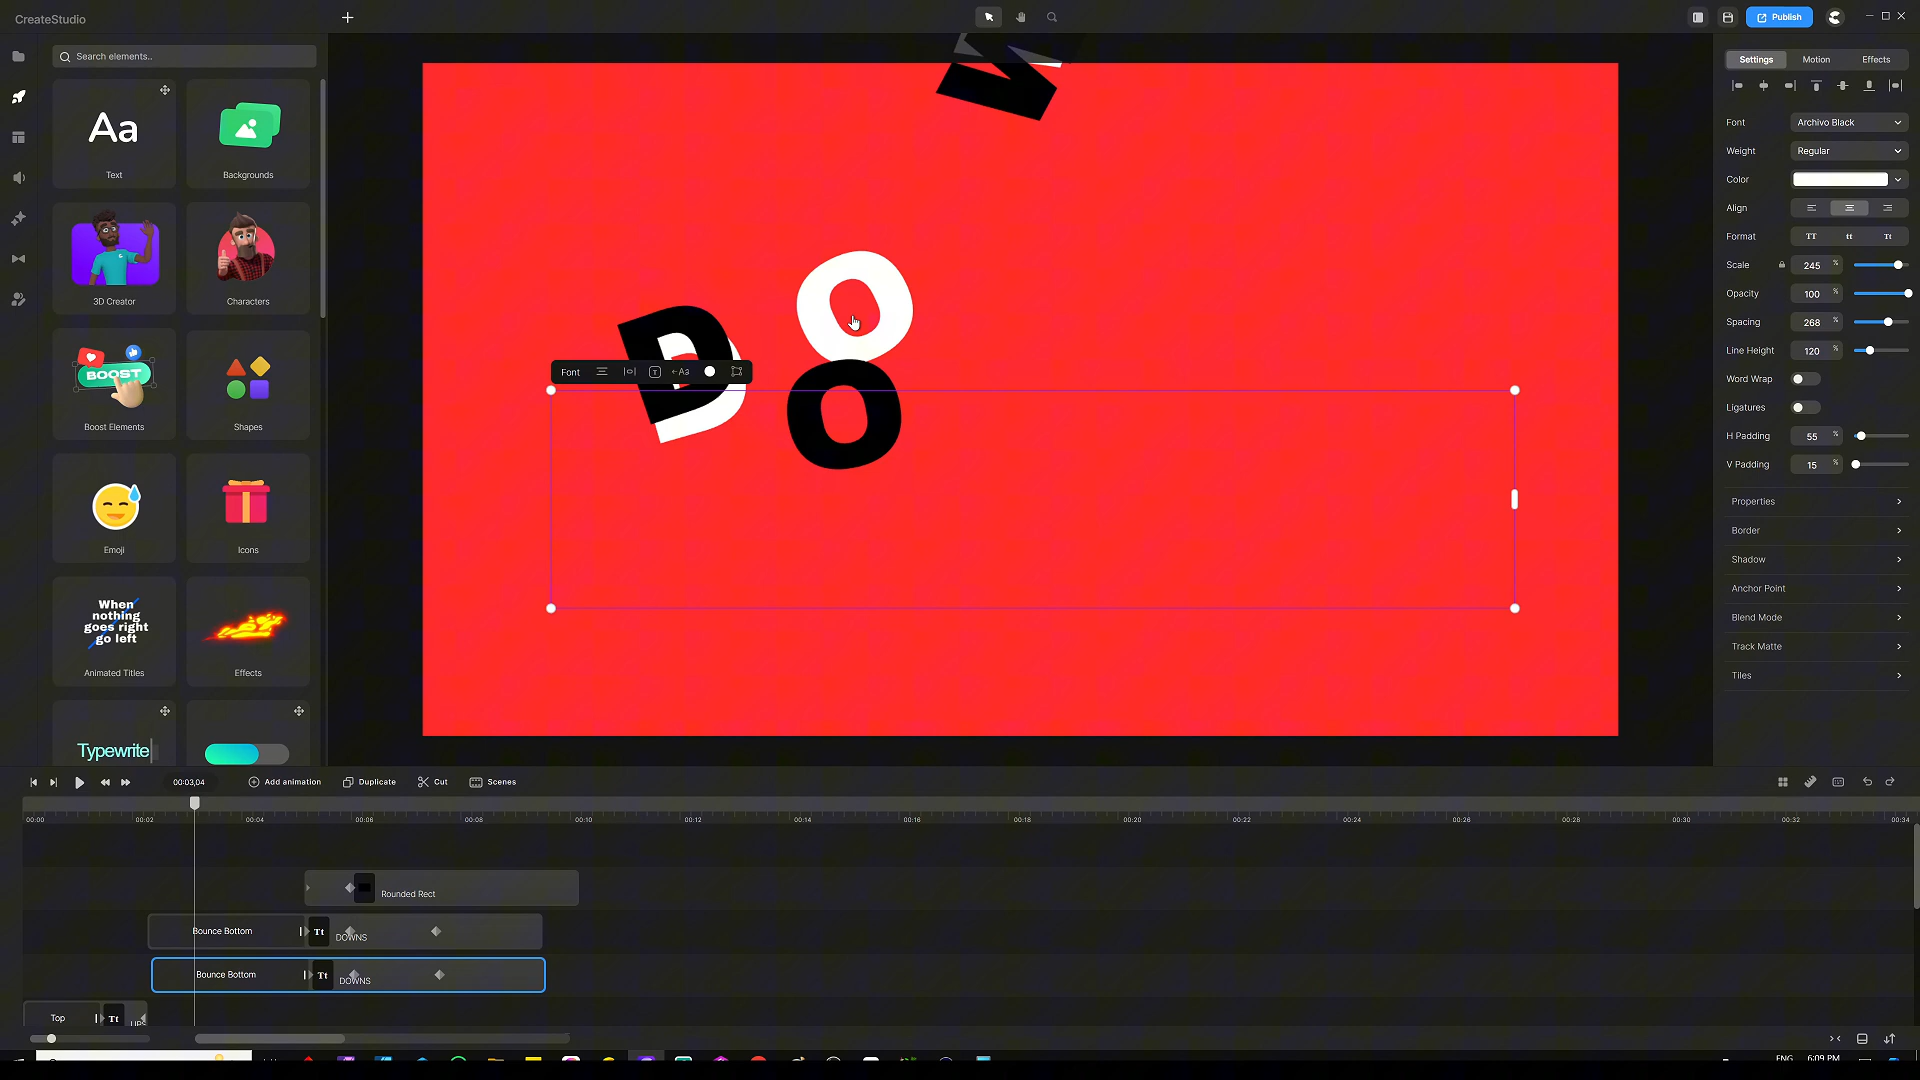 CreateStudio
Publish
Search elements..
Settings
Motion
Effects
Aa
Text
Backgrounds
3D Creator
Characters
BOOST
Boost Elements
Shapes
Emoji
Icons
When
nothing
goes right
go left
Animated Titles
Effects
Typewrite
D
D
O
O
W
Font
Aa
Font
Archivo Black
Weight
Regular
Color
Align
Format
TT
tt
Tt
Scale
245
%
Opacity
100
%
Spacing
268
%
Line Height
120
%
Word Wrap
Ligatures
H Padding
55
%
V Padding
15
%
Properties
Border
Shadow
Anchor Point
Blend Mode
Track Matte
Tiles
00:03,04
Add animation
Duplicate
Cut
Scenes
00:00
00:02
00:04
00:06
00:08
00:10
00:12
00:14
00:16
00:18
00:20
00:22
00:24
00:26
00:28
00:30
00:32
00:34
Rounded Rect
Bounce Bottom
Tt
DOWNS
Bounce Bottom
Tt
DOWNS
Top
Tt
UPS
ENG
6:09 PM